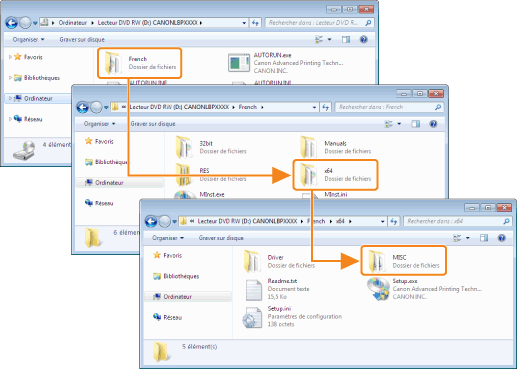 Ordinateur ▸ Lecteur DVD RW (D:) CANONLBPXXXX ▸
Rechercher dans : Lecteur DVD R...
Organiser Graver sur disque
Favoris
Bibliothèques
Ordinateur
Réseau
French
Dossier de fichiers
AUTORUN.exe
Canon Advanced Printing Techn...
CANON INC.
AUTORUN.INF
4 élément
« Lecteur DVD RW (D:) CANONLBPXXXX ▸ French ▸
Rechercher dans : French
Organiser Graver sur disque
Favoris
Bibliothèques
Ordinateur
Réseau
32bit
Dossier de fichiers
Manuals
Dossier de fichiers
RES
Dossier de fichiers
x64
Dossier de fichiers
MInst.exe
MInst.ini
6 élém
« Lecteur DVD RW (D:) CANONLBPXXXX ▸ French ▸ x64 ▸
Rechercher dans : x64
Organiser Graver sur disque
Favoris
Bibliothèques
Ordinateur
Réseau
Driver
Dossier de fichiers
MISC
Dossier de fichiers
Readme.txt
Document texte
15,5 Ko
Setup.exe
Canon Advanced Printing Techn...
CANON INC.
Setup.ini
Paramètres de configuration
138 octets
5 élément(s)